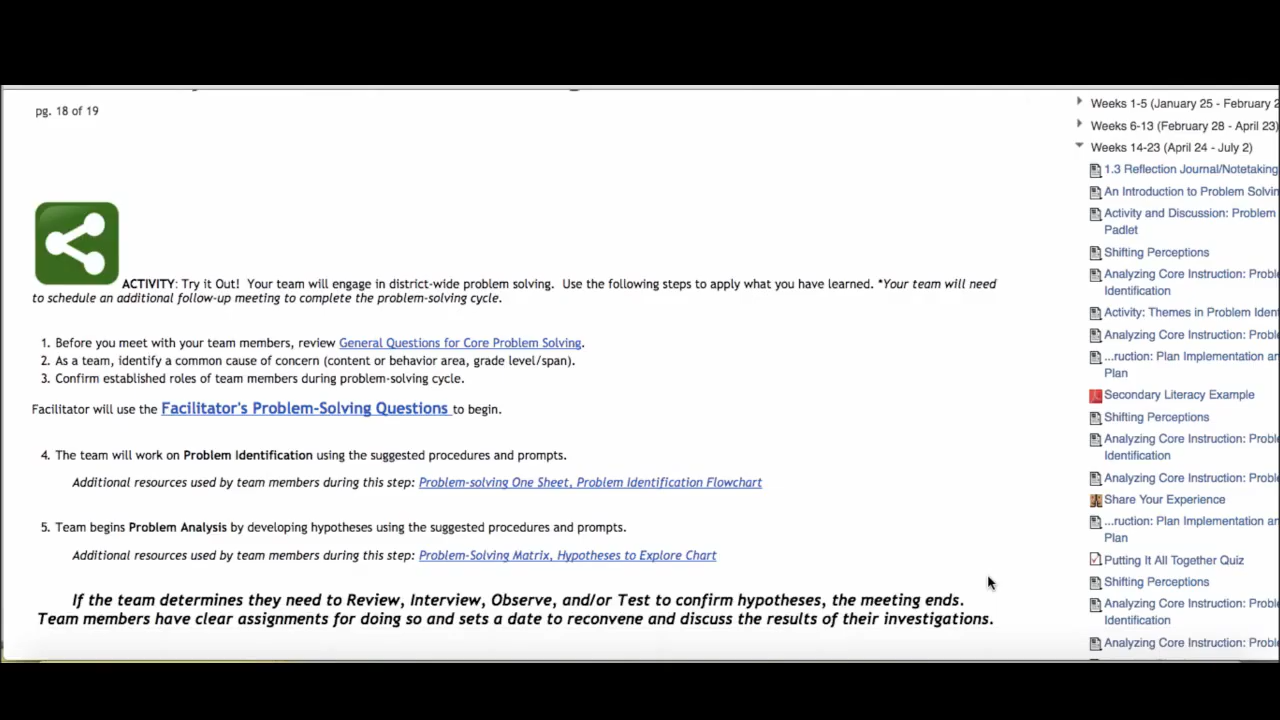 pg. 18 of 19
ACTIVITY: Try it Out!  Your team will engage in district-wide problem solving.  Use the following steps to apply what you have learned. *Your team will need
to schedule an additional follow-up meeting to complete the problem-solving cycle.
1. Before you meet with your team members, review General Questions for Core Problem Solving.
2. As a team, identify a common cause of concern (content or behavior area, grade level/span).
3. Confirm established roles of team members during problem-solving cycle.
Facilitator will use the Facilitator's Problem-Solving Questions to begin.
4. The team will work on Problem Identification using the suggested procedures and prompts.
Additional resources used by team members during this step: Problem-solving One Sheet, Problem Identification Flowchart
5. Team begins Problem Analysis by developing hypotheses using the suggested procedures and prompts.
Additional resources used by team members during this step: Problem-Solving Matrix, Hypotheses to Explore Chart
If the team determines they need to Review, Interview, Observe, and/or Test to confirm hypotheses, the meeting ends.
Team members have clear assignments for doing so and sets a date to reconvene and discuss the results of their investigations.
Weeks 1-5 (January 25 - February
Weeks 6-13 (February 28 - April 23)
Weeks 14-23 (April 24 - July 2)
1.3 Reflection Journal/Notetaking
An Introduction to Problem Solvin
Activity and Discussion: Problem
Padlet
Shifting Perceptions
Analyzing Core Instruction: Proble
Identification
Activity: Themes in Problem Iden
Analyzing Core Instruction: Proble
...ruction: Plan Implementation an
Plan
Secondary Literacy Example
Shifting Perceptions
Analyzing Core Instruction: Proble
Identification
Analyzing Core Instruction: Proble
Share Your Experience
...ruction: Plan Implementation an
Plan
Putting It All Together Quiz
Shifting Perceptions
Analyzing Core Instruction: Proble
Identification
Analyzing Core Instruction: Proble